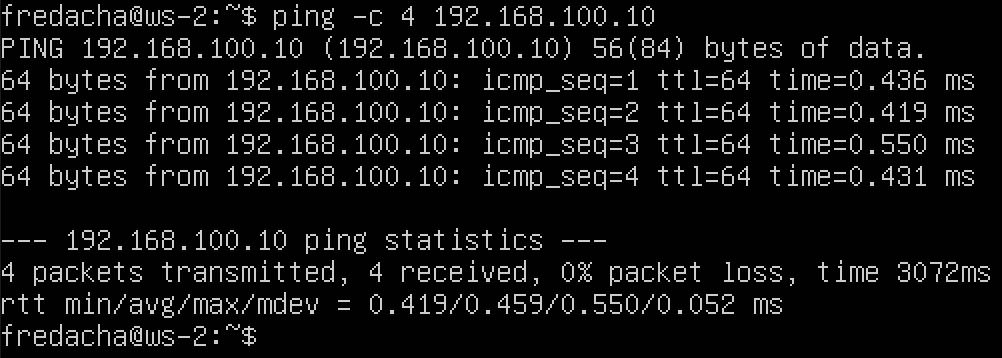 fredacha@ws-2:~$ ping -c 4 192.168.100.10
PING 192.168.100.10 (192.168.100.10) 56(84) bytes of data.
64 bytes from 192.168.100.10: icmp_seq=1 ttl=64 time=0.436 ms
64 bytes from 192.168.100.10: icmp_seq=2 ttl=64 time=0.419 ms
64 bytes from 192.168.100.10: icmp_seq=3 ttl=64 time=0.550 ms
64 bytes from 192.168.100.10: icmp_seq=4 ttl=64 time=0.431 ms

--- 192.168.100.10 ping statistics ---
4 packets transmitted, 4 received, 0% packet loss, time 3072ms
rtt min/avg/max/mdev = 0.419/0.459/0.550/0.052 ms
fredacha@ws-2:~$